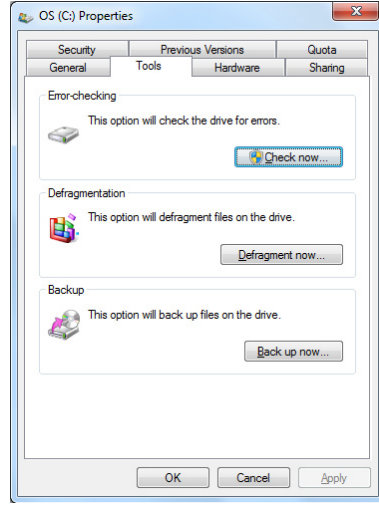 OS (C:) Properties
Security Previous Versions Quota
General Tools Hardware Sharing
Error-checking
This option will check the drive for errors.
Check now...
Defragmentation
This option will defragment files on the drive.
Defragment now...
Backup
This option will back up files on the drive.
Back up now...
OK Cancel Apply